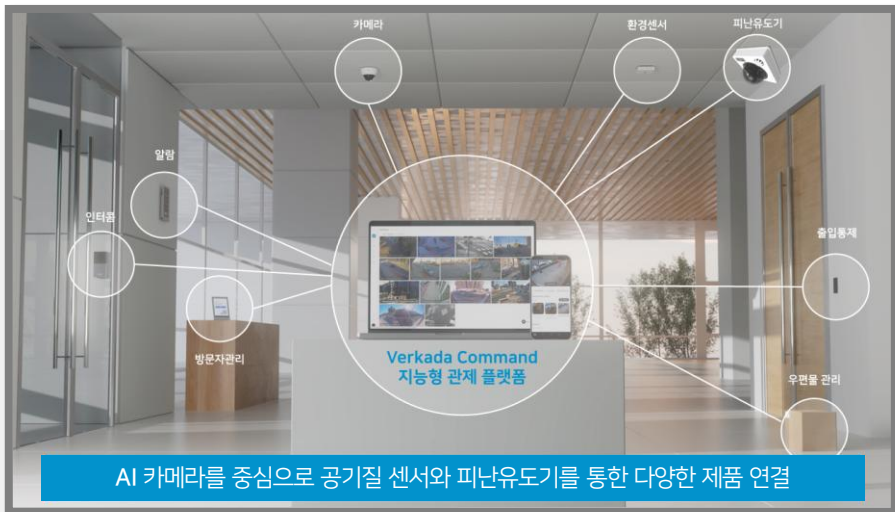 카메라
환경센서
피난유도기
알람
인터콤
출입통제
방문자관리
Verkada Command
지능형 관제 플랫폼
우편물 관리
AI 카메라를 중심으로 공기질 센서와 피난유도기를 통한 다양한 제품 연결